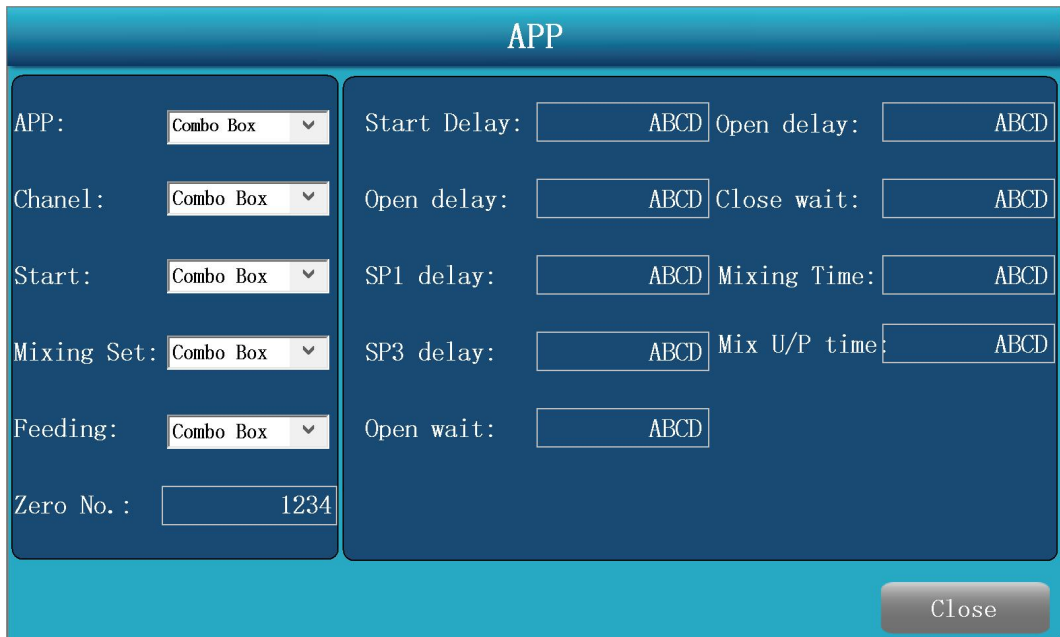 APP
APP: Combo Box Start Delay: ABCD Open delay: ABCD
Chanel: Combo Box Open delay: ABCD Close wait: ABCD
Start: Combo Box SP1 delay: ABCD Mixing Time: ABCD
Mixing Set: Combo Box SP3 delay: ABCD Mix U/P time: ABCD
Feeding: Combo Box Open wait: ABCD
Zero No.: 1234
Close